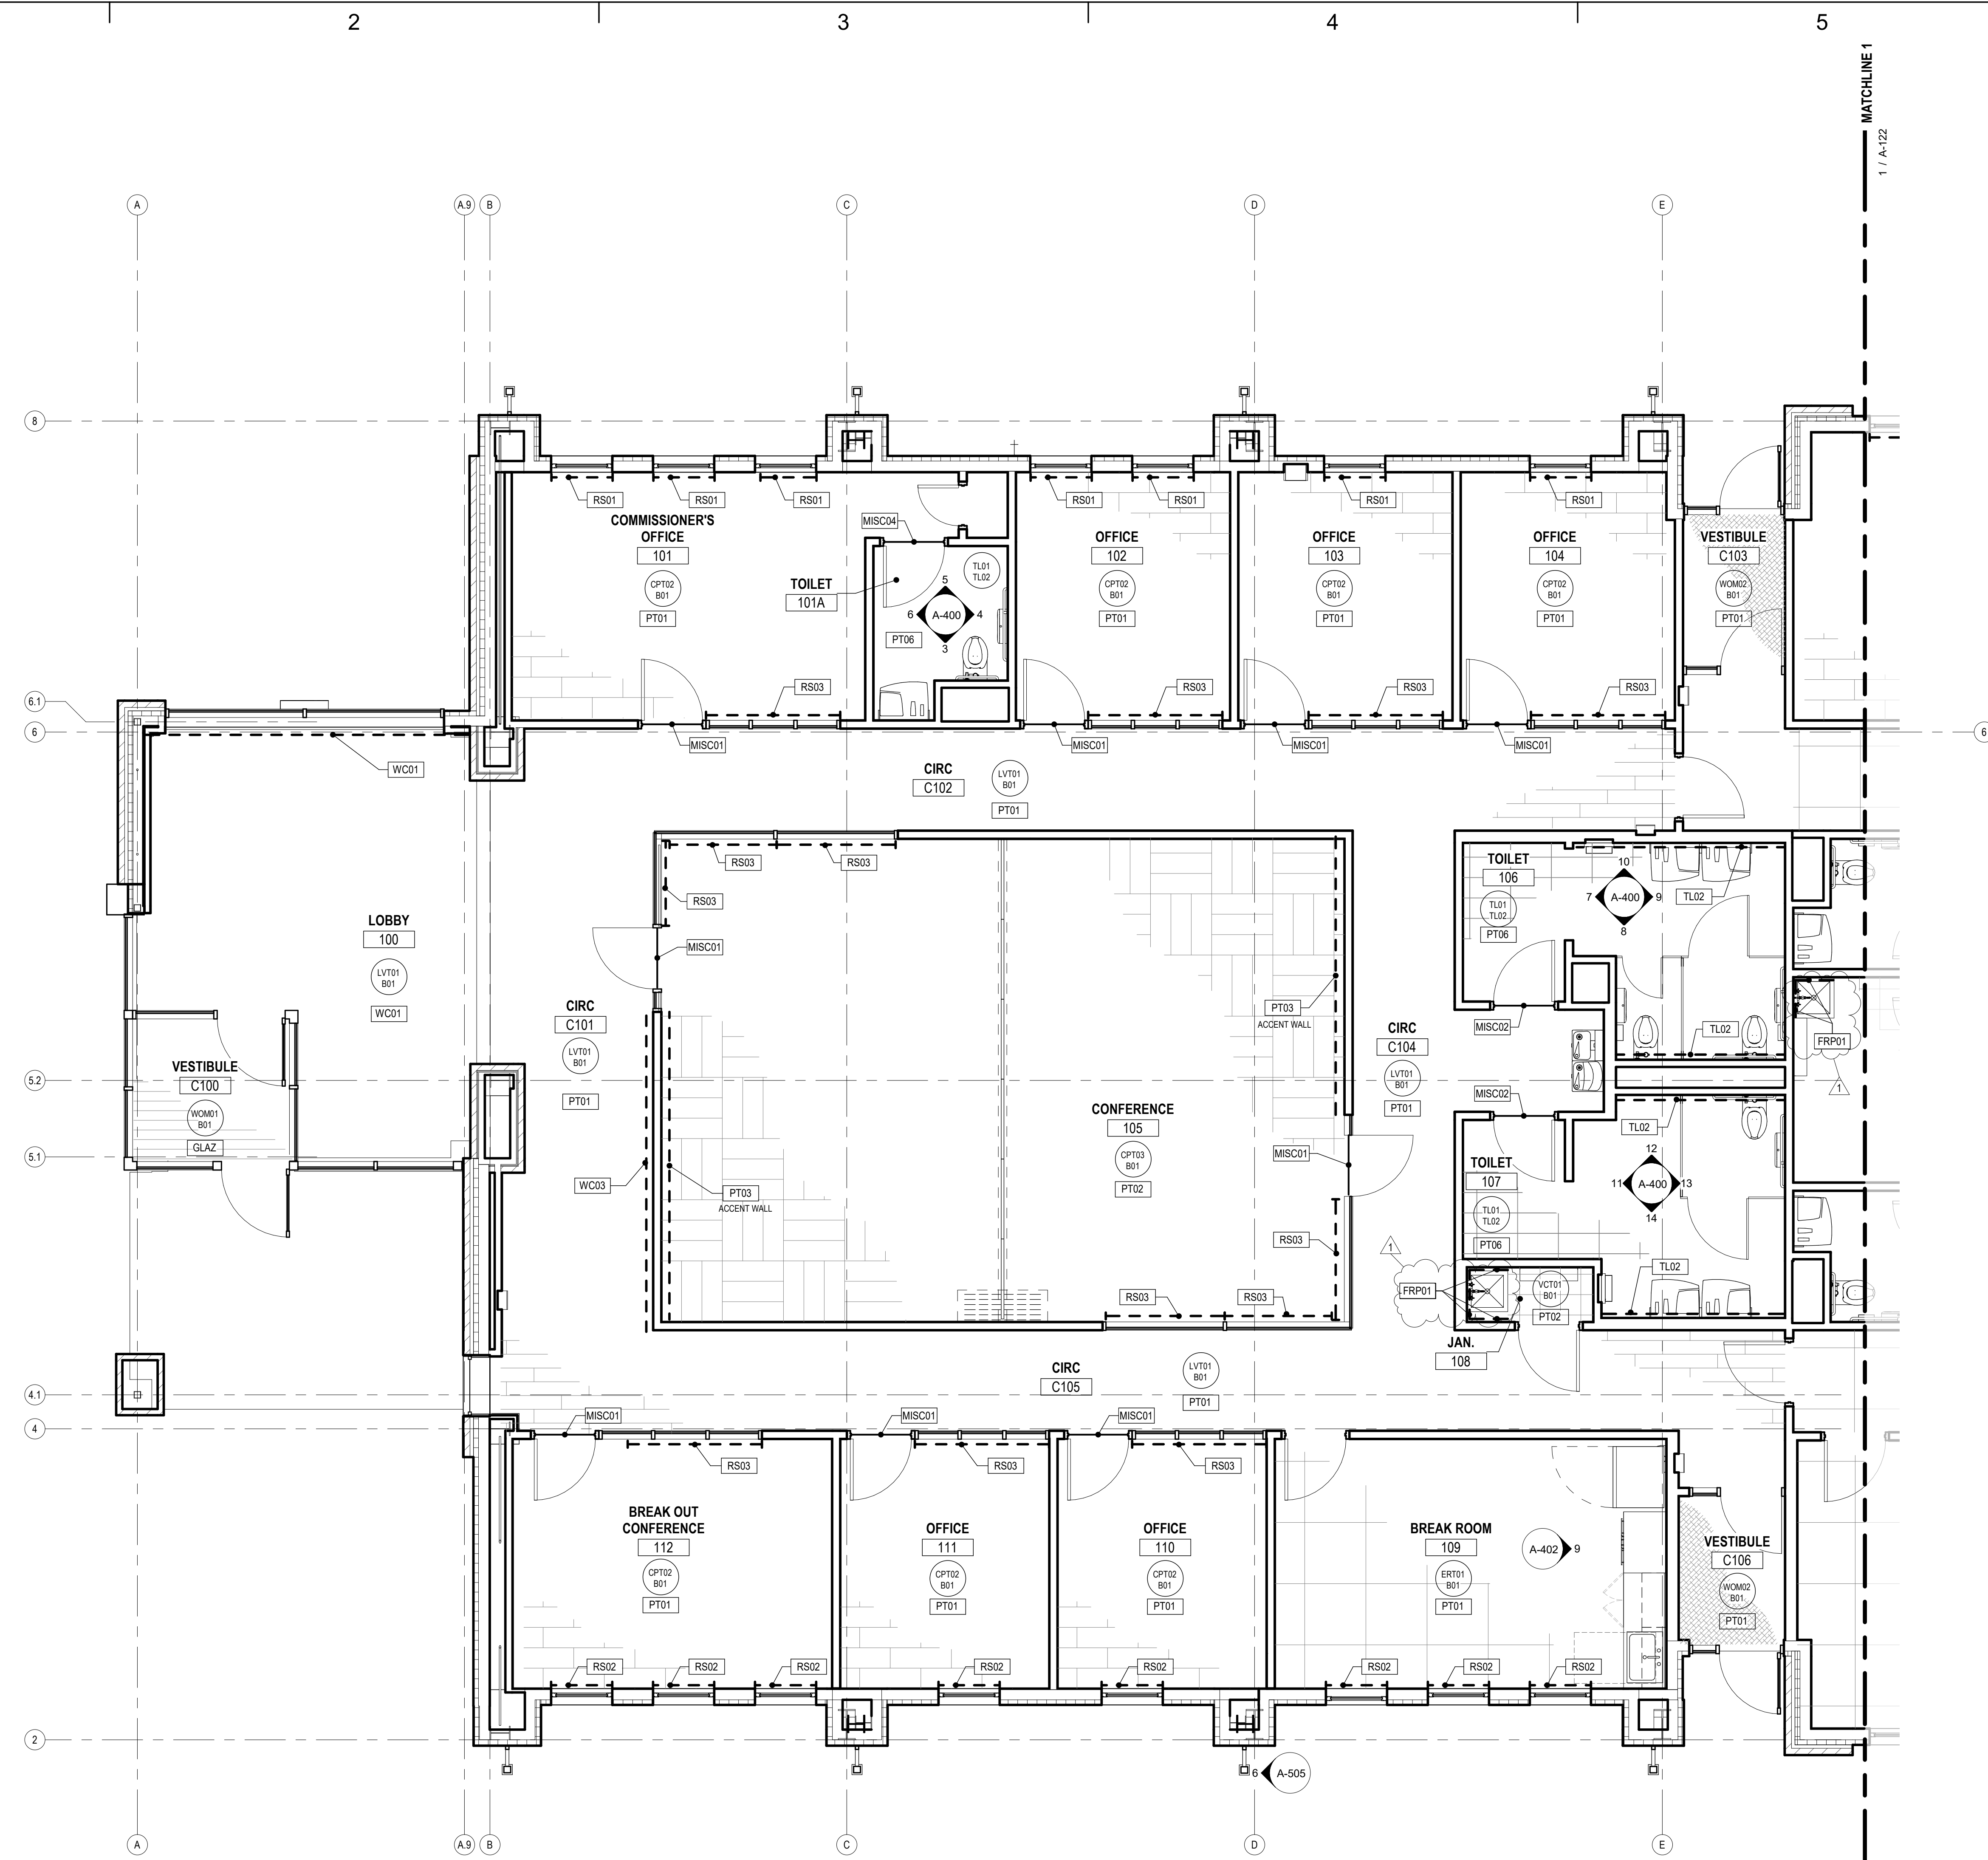 2
3
4
5
MATCHLINE 1
1 / A-122
A
A.9
B
C
D
E
8
RS01
RS01
RS01
RS01
RS01
RS01
RS01
COMMISSIONER'S
OFFICE
101
CPT02
B01
PT01
MISC04
TOILET
101A
TL01
TL02
5
6
A-400
4
3
PT06
OFFICE
102
CPT02
B01
PT01
OFFICE
103
CPT02
B01
PT01
OFFICE
104
CPT02
B01
PT01
VESTIBULE
C103
WOM02
B01
PT01
RS03
RS03
RS03
RS03
6.1
6
6
MISC01
MISC01
MISC01
MISC01
WC01
CIRC
C102
LVT01
B01
PT01
RS03
RS03
RS03
MISC01
LOBBY
100
LVT01
B01
WC01
CIRC
C101
LVT01
B01
PT01
PT03
ACCENT WALL
TOILET
106
TL01
TL02
PT06
10
7
A-400
9
8
TL02
MISC02
TL02
FRP01
1
CIRC
C104
LVT01
B01
PT01
VESTIBULE
C100
WOM01
B01
GLAZ
5.2
5.1
MISC02
TL02
CONFERENCE
105
CPT03
B01
PT02
MISC01
WC03
PT03
ACCENT WALL
TOILET
107
TL01
TL02
PT06
12
11
A-400
13
14
RS03
1
TL02
FRP01
VCT01
B01
PT02
RS03
RS03
JAN.
108
CIRC
C105
LVT01
B01
PT01
4.1
4
MISC01
MISC01
MISC01
RS03
RS03
RS03
BREAK OUT
CONFERENCE
112
CPT02
B01
PT01
OFFICE
111
CPT02
B01
PT01
OFFICE
110
CPT02
B01
PT01
BREAK ROOM
109
ERT01
B01
PT01
A-402
9
VESTIBULE
C106
WOM02
B01
PT01
RS02
RS02
RS02
RS02
RS02
RS02
RS02
RS02
2
6
A-505
A
A.9
B
C
D
E